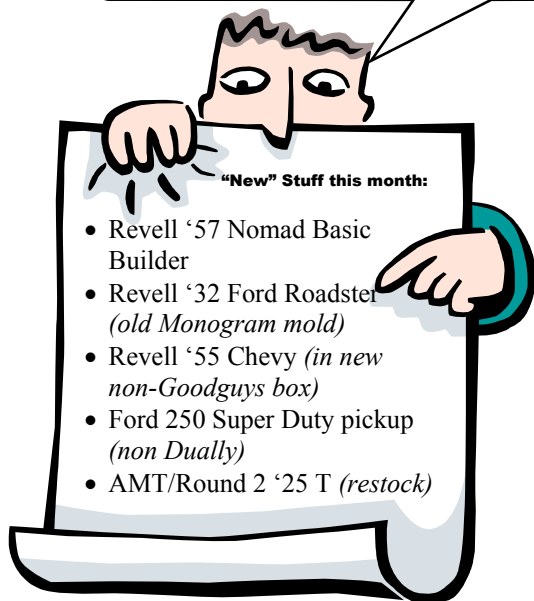 “New” Stuff this month:
• Revell ‘57 Nomad Basic
Builder
• Revell ‘32 Ford Roadster
(old Monogram mold)
• Revell ‘55 Chevy (in new
non-Goodguys box)
• Ford 250 Super Duty pickup
(non Dually)
• AMT/Round 2 ‘25 T (restock)